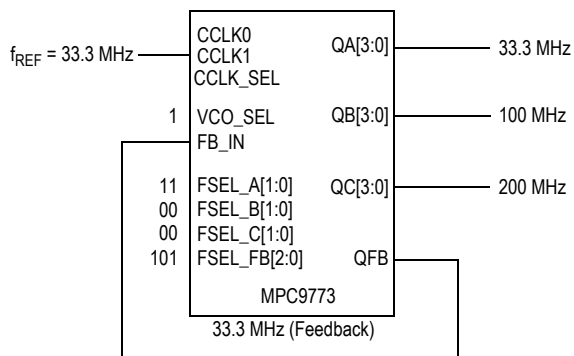 CCLK0
f_REF = 33.3 MHz CCLK1 QA[3:0] 33.3 MHz
CCLK_SEL
1 VCO_SEL QB[3:0] 100 MHz
FB_IN
11 FSEL_A[1:0] QC[3:0] 200 MHz
00 FSEL_B[1:0]
00 FSEL_C[1:0]
101 FSEL_FB[2:0] QFB
MPC9773
33.3 MHz (Feedback)